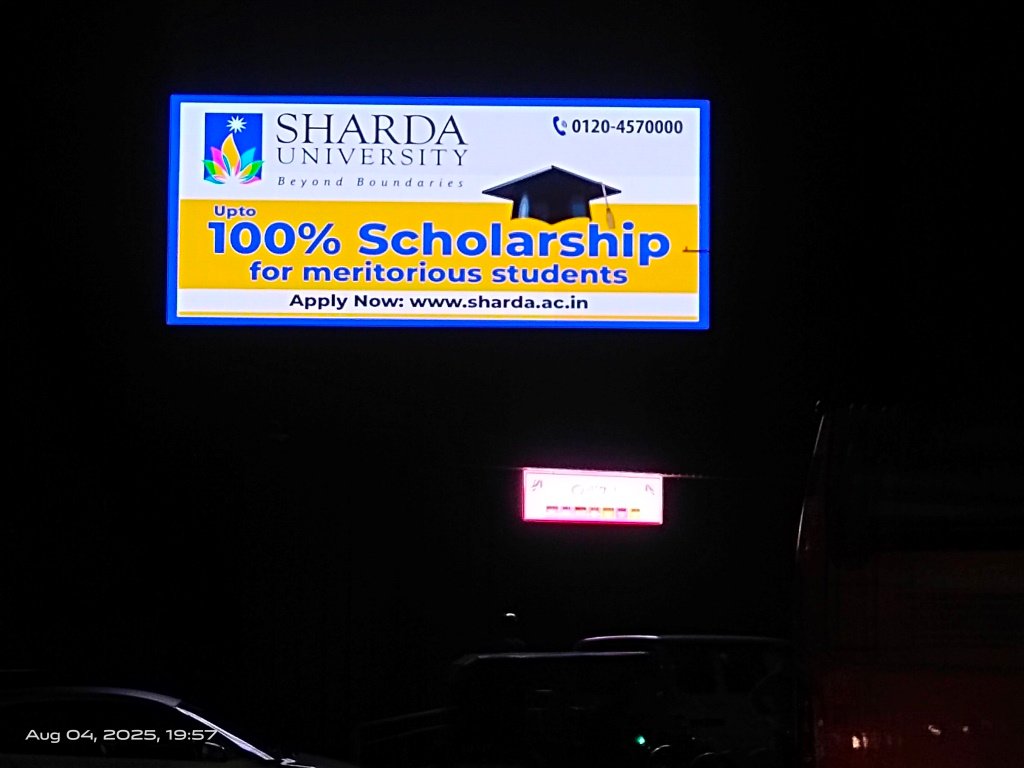 SHARDA
UNIVERSITY
Beyond Boundaries
0120-4570000
Upto
100% Scholarship
for meritorious students
Apply Now: www.sharda.ac.in
Aug 04, 2025, 19:57